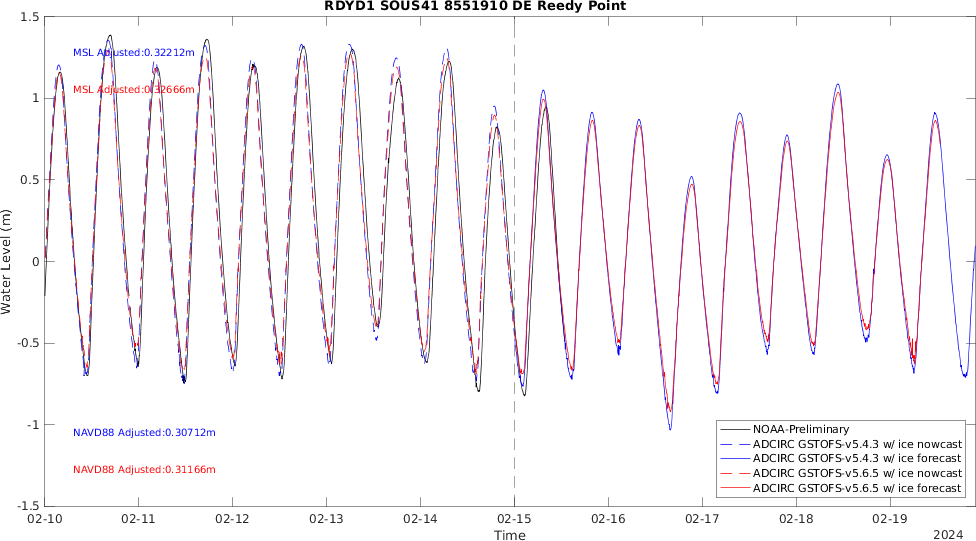 RDYD1 SOUS41 8551910 DE Reedy Point
Water Level (m)
1.5
1
0.5
0
-0.5
-1
-1.5
MSL Adjusted:0.32212m
MSL Adjusted:0.32666m
NAVD88 Adjusted:0.30712m
NAVD88 Adjusted:0.31166m
NOAA-Preliminary
ADCIRC GSTOFS-v5.4.3 w/ ice nowcast
ADCIRC GSTOFS-v5.4.3 w/ ice forecast
ADCIRC GSTOFS-v5.6.5 w/ ice nowcast
ADCIRC GSTOFS-v5.6.5 w/ ice forecast
02-10 02-11 02-12 02-13 02-14 02-15 02-16 02-17 02-18 02-19
Time
2024